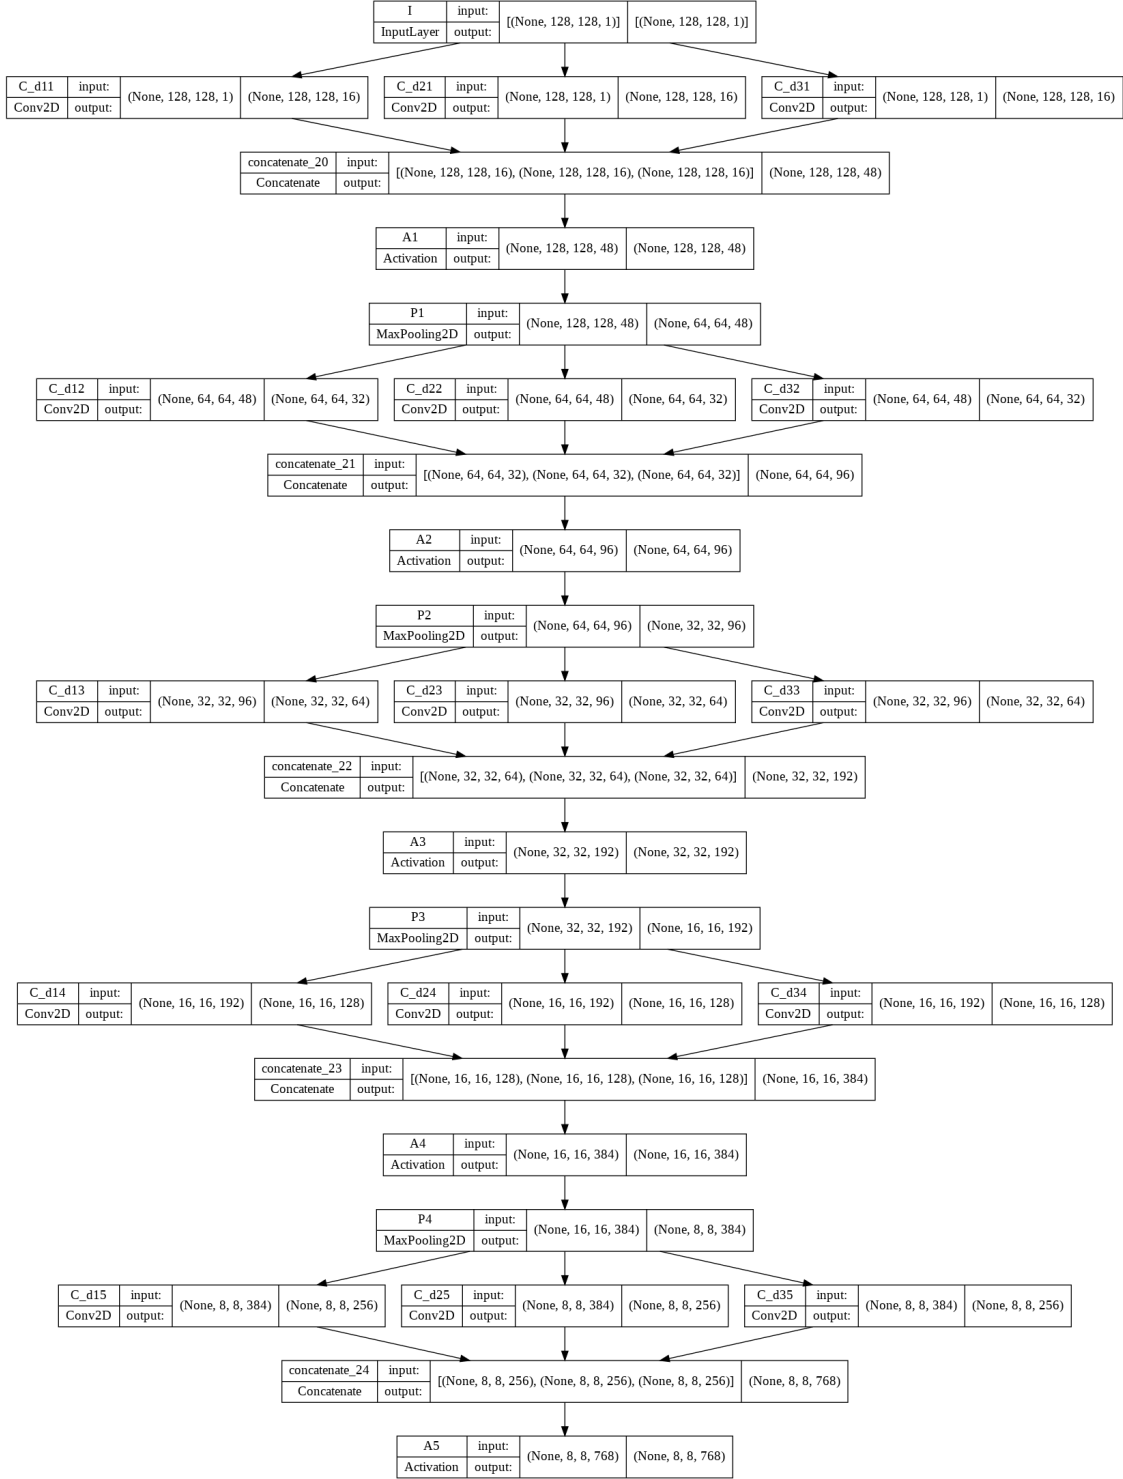 I input: [(None, 128, 128, 1)] [(None, 128, 128, 1)]
InputLayer output:
C_d11 input: (None, 128, 128, 1) (None, 128, 128, 16)
Conv2D output:
C_d21 input: (None, 128, 128, 1) (None, 128, 128, 16)
Conv2D output:
C_d31 input: (None, 128, 128, 1) (None, 128, 128, 16)
Conv2D output:
concatenate_20 input: [(None, 128, 128, 16), (None, 128, 128, 16), (None, 128, 128, 16)] (None, 128, 128, 48)
Concatenate output:
A1 input: (None, 128, 128, 48) (None, 128, 128, 48)
Activation output:
P1 input: (None, 128, 128, 48) (None, 64, 64, 48)
MaxPooling2D output:
C_d12 input: (None, 64, 64, 48) (None, 64, 64, 32)
Conv2D output:
C_d22 input: (None, 64, 64, 48) (None, 64, 64, 32)
Conv2D output:
C_d32 input: (None, 64, 64, 48) (None, 64, 64, 32)
Conv2D output:
concatenate_21 input: [(None, 64, 64, 32), (None, 64, 64, 32), (None, 64, 64, 32)] (None, 64, 64, 96)
Concatenate output:
A2 input: (None, 64, 64, 96) (None, 64, 64, 96)
Activation output:
P2 input: (None, 64, 64, 96) (None, 32, 32, 96)
MaxPooling2D output:
C_d13 input: (None, 32, 32, 96) (None, 32, 32, 64)
Conv2D output:
C_d23 input: (None, 32, 32, 96) (None, 32, 32, 64)
Conv2D output:
C_d33 input: (None, 32, 32, 96) (None, 32, 32, 64)
Conv2D output:
concatenate_22 input: [(None, 32, 32, 64), (None, 32, 32, 64), (None, 32, 32, 64)] (None, 32, 32, 192)
Concatenate output:
A3 input: (None, 32, 32, 192) (None, 32, 32, 192)
Activation output:
P3 input: (None, 32, 32, 192) (None, 16, 16, 192)
MaxPooling2D output:
C_d14 input: (None, 16, 16, 192) (None, 16, 16, 128)
Conv2D output:
C_d24 input: (None, 16, 16, 192) (None, 16, 16, 128)
Conv2D output:
C_d34 input: (None, 16, 16, 192) (None, 16, 16, 128)
Conv2D output:
concatenate_23 input: [(None, 16, 16, 128), (None, 16, 16, 128), (None, 16, 16, 128)] (None, 16, 16, 384)
Concatenate output:
A4 input: (None, 16, 16, 384) (None, 16, 16, 384)
Activation output:
P4 input: (None, 16, 16, 384) (None, 8, 8, 384)
MaxPooling2D output:
C_d15 input: (None, 8, 8, 384) (None, 8, 8, 256)
Conv2D output:
C_d25 input: (None, 8, 8, 384) (None, 8, 8, 256)
Conv2D output:
C_d35 input: (None, 8, 8, 384) (None, 8, 8, 256)
Conv2D output:
concatenate_24 input: [(None, 8, 8, 256), (None, 8, 8, 256), (None, 8, 8, 256)] (None, 8, 8, 768)
Concatenate output:
A5 input: (None, 8, 8, 768) (None, 8, 8, 768)
Activation output: